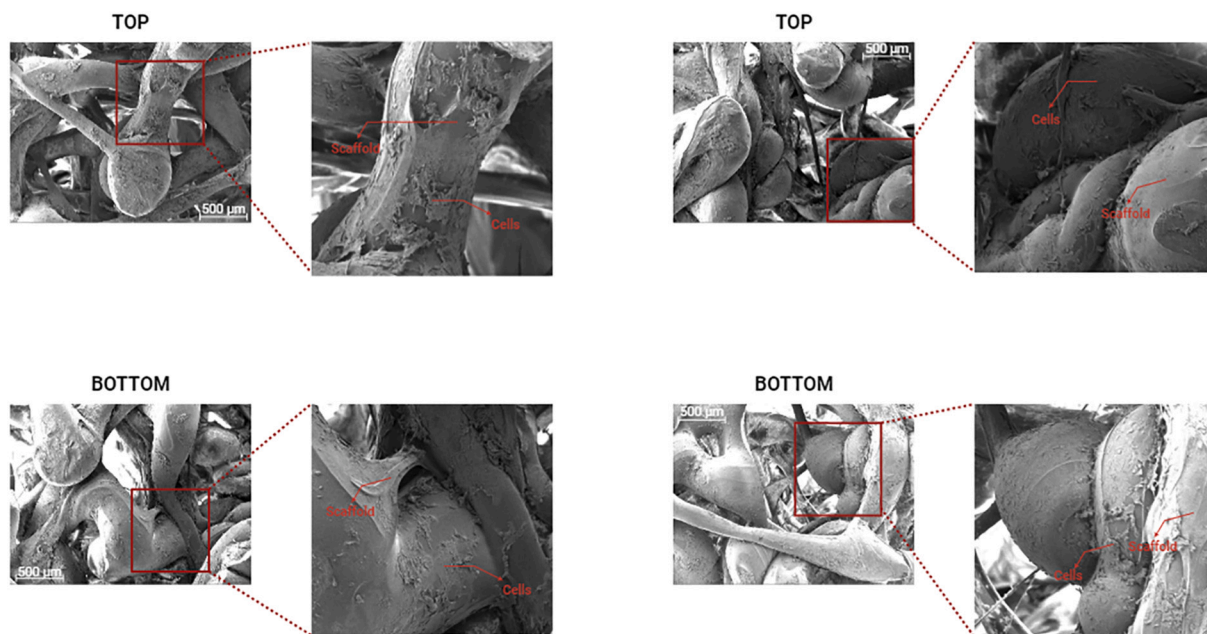 TOP
TOP
500 µm
Scaffold
Cells
500 µm
Cells
Scaffold
BOTTOM
BOTTOM
500 µm
Scaffold
Cells
500 µm
Scaffold
Cells